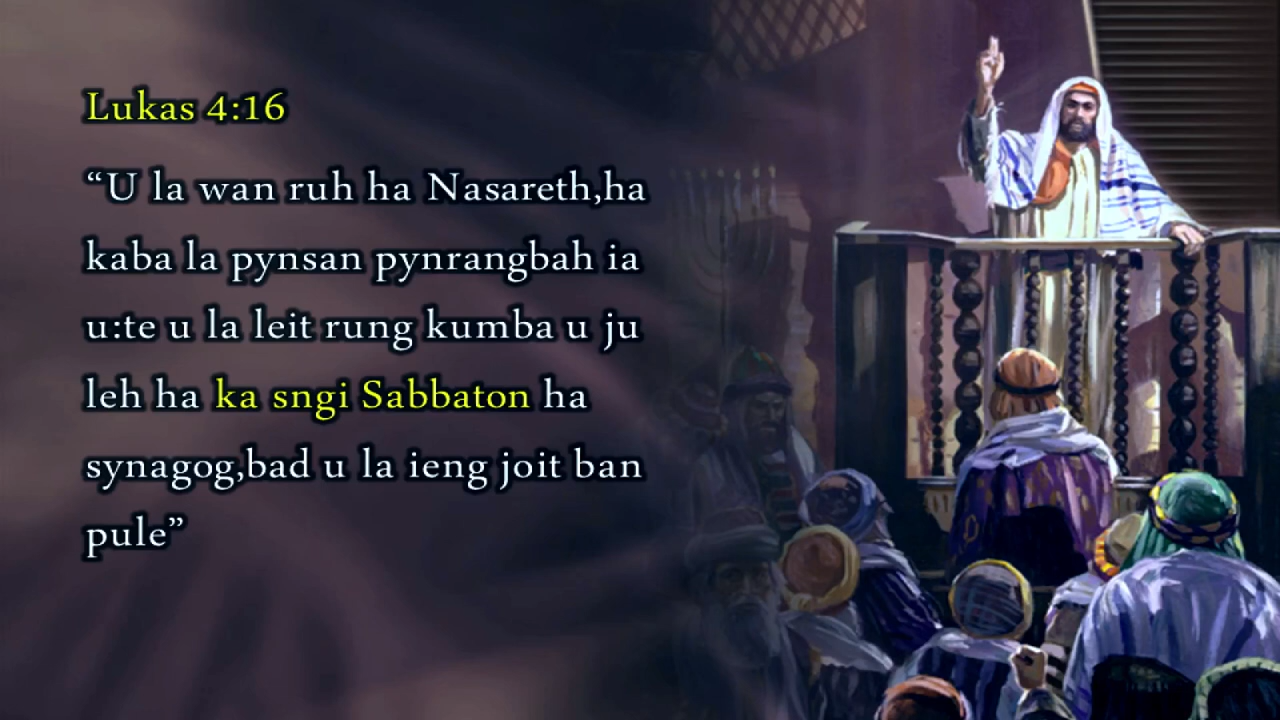 Lukas 4:16
“U la wan ruh ha Nasareth,ha
kaba la pynsan pynrangbah ia
u:te u la leit rung kumba u ju
leh ha ka sngi Sabbaton ha
synagog,bad u la ieng joit ban
pule”